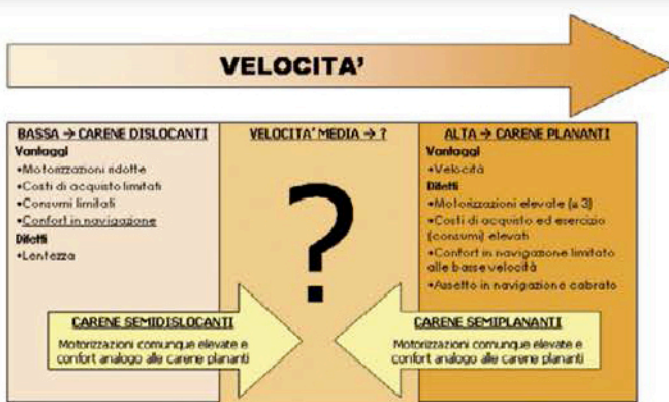 VELOCITA'
BASSA → CARENE DISLOCANTI
Vantaggi
•Motorizzazioni ridotte
•Costi di acquisto limitati
•Consumi limitati
•Confort in navigazione
Difetti
•Lentezza
VELOCITA' MEDIA → ?
?
ALTA → CARENE PLANANTI
Vantaggi
•Velocità
Difetti
•Motorizzazioni elevate (a 3)
•Costi di acquisto ed esercizio
(consumi) elevati
•Confort in navigazione limitato
alle basse velocità
•Assetto in navigazione cabrato
CARENE SEMIDISLOCANTI
Motorizzazioni comunque elevate e
confort analogo alle carene plananti
CARENE SEMIPLANANTI
Motorizzazioni comunque elevate e
confort analogo alle carene plananti